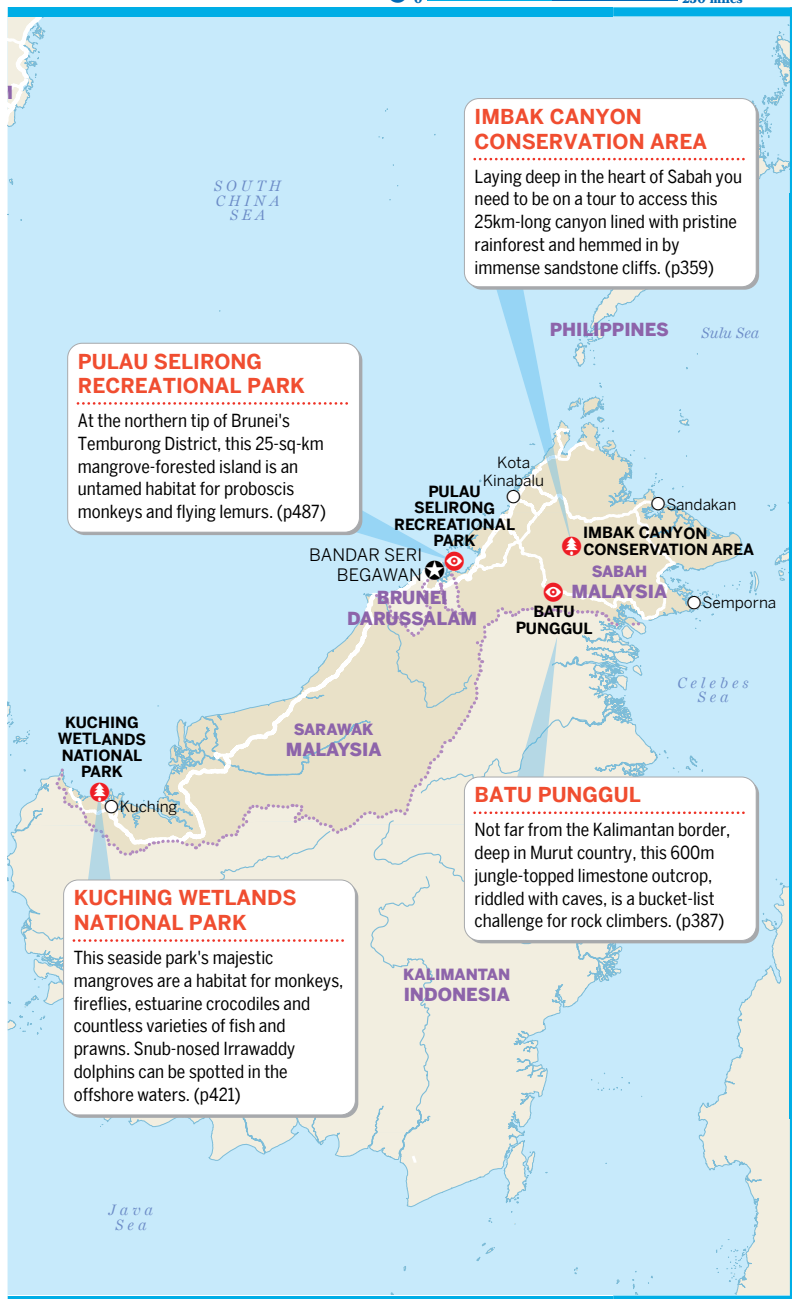 0
250 miles
SOUTH
CHINA
SEA
IMBAK CANYON
CONSERVATION AREA
Laying deep in the heart of Sabah you
need to be on a tour to access this
25km-long canyon lined with pristine
rainforest and hemmed in by
immense sandstone cliffs. (p359)
PHILIPPINES
Sulu Sea
PULAU SELIRONG
RECREATIONAL PARK
At the northern tip of Brunei's
Temburong District, this 25-sq-km
mangrove-forested island is an
untamed habitat for proboscis
monkeys and flying lemurs. (p487)
Kota
Kinabalu
PULAU
SELIRONG
RECREATIONAL
PARK
Sandakan
IMBAK CANYON
CONSERVATION AREA
BANDAR SERI
BEGAWAN
SABAH
MALAYSIA
BRUNEI
DARUSSALAM
BATU
PUNGGUL
Semporna
Celebes
Sea
SARAWAK
MALAYSIA
KUCHING
WETLANDS
NATIONAL
PARK
Kuching
BATU PUNGGUL
Not far from the Kalimantan border,
deep in Murut country, this 600m
jungle-topped limestone outcrop,
riddled with caves, is a bucket-list
challenge for rock climbers. (p387)
KUCHING WETLANDS
NATIONAL PARK
This seaside park's majestic
mangroves are a habitat for monkeys,
fireflies, estuarine crocodiles and
countless varieties of fish and
prawns. Snub-nosed Irrawaddy
dolphins can be spotted in the
offshore waters. (p421)
KALIMANTAN
INDONESIA
Java
Sea